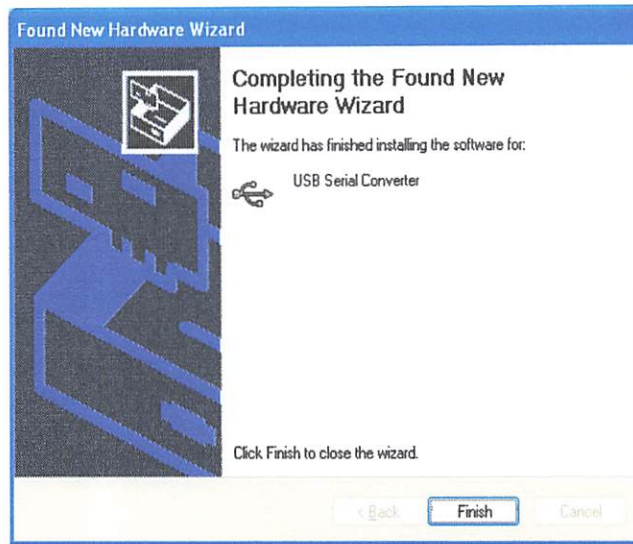 Found New Hardware Wizard
Completing the Found New
Hardware Wizard
The wizard has finished installing the software for:
USB Serial Converter
Click Finish to close the wizard.
< Back
Finish
Cancel